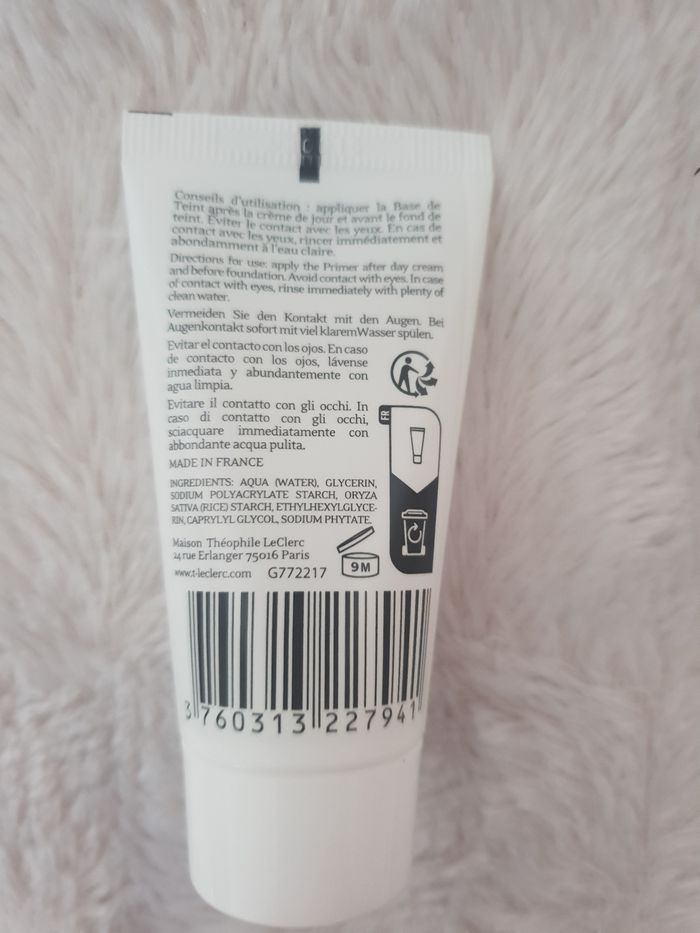 Conseils d'utilisation : appliquer la Base de
Teint après la crème de jour et avant le fond de
teint. Éviter le contact avec les yeux. En cas de
contact avec les yeux, rincer immédiatement et
abondamment à l'eau claire.
Directions for use: apply the Primer after day cream
and before foundation. Avoid contact with eyes. In case
of contact with eyes, rinse immediately with plenty of
clean water.
Vermeiden Sie den Kontakt mit den Augen. Bei
Augenkontakt sofort mit viel klarem Wasser spülen.
Evitar el contacto con los ojos. En caso
de contacto con los ojos, lávense
inmediata y abundantemente con
agua limpia.
Evitare il contatto con gli occhi. In
caso di contatto con gli occhi,
sciacquare immediatamente con
abbondante acqua pulita.
FR
MADE IN FRANCE
INGREDIENTS: AQUA (WATER), GLYCERIN,
SODIUM POLYACRYLATE STARCH, ORYZA
SATIVA (RICE) STARCH, ETHYLHEXYLGLYCE-
RIN, CAPRYLYL GLYCOL, SODIUM PHYTATE.
Maison Théophile LeClerc
24 rue Erlanger 75016 Paris
www.t-leclerc.com G772217
9 M
3 760313 227941